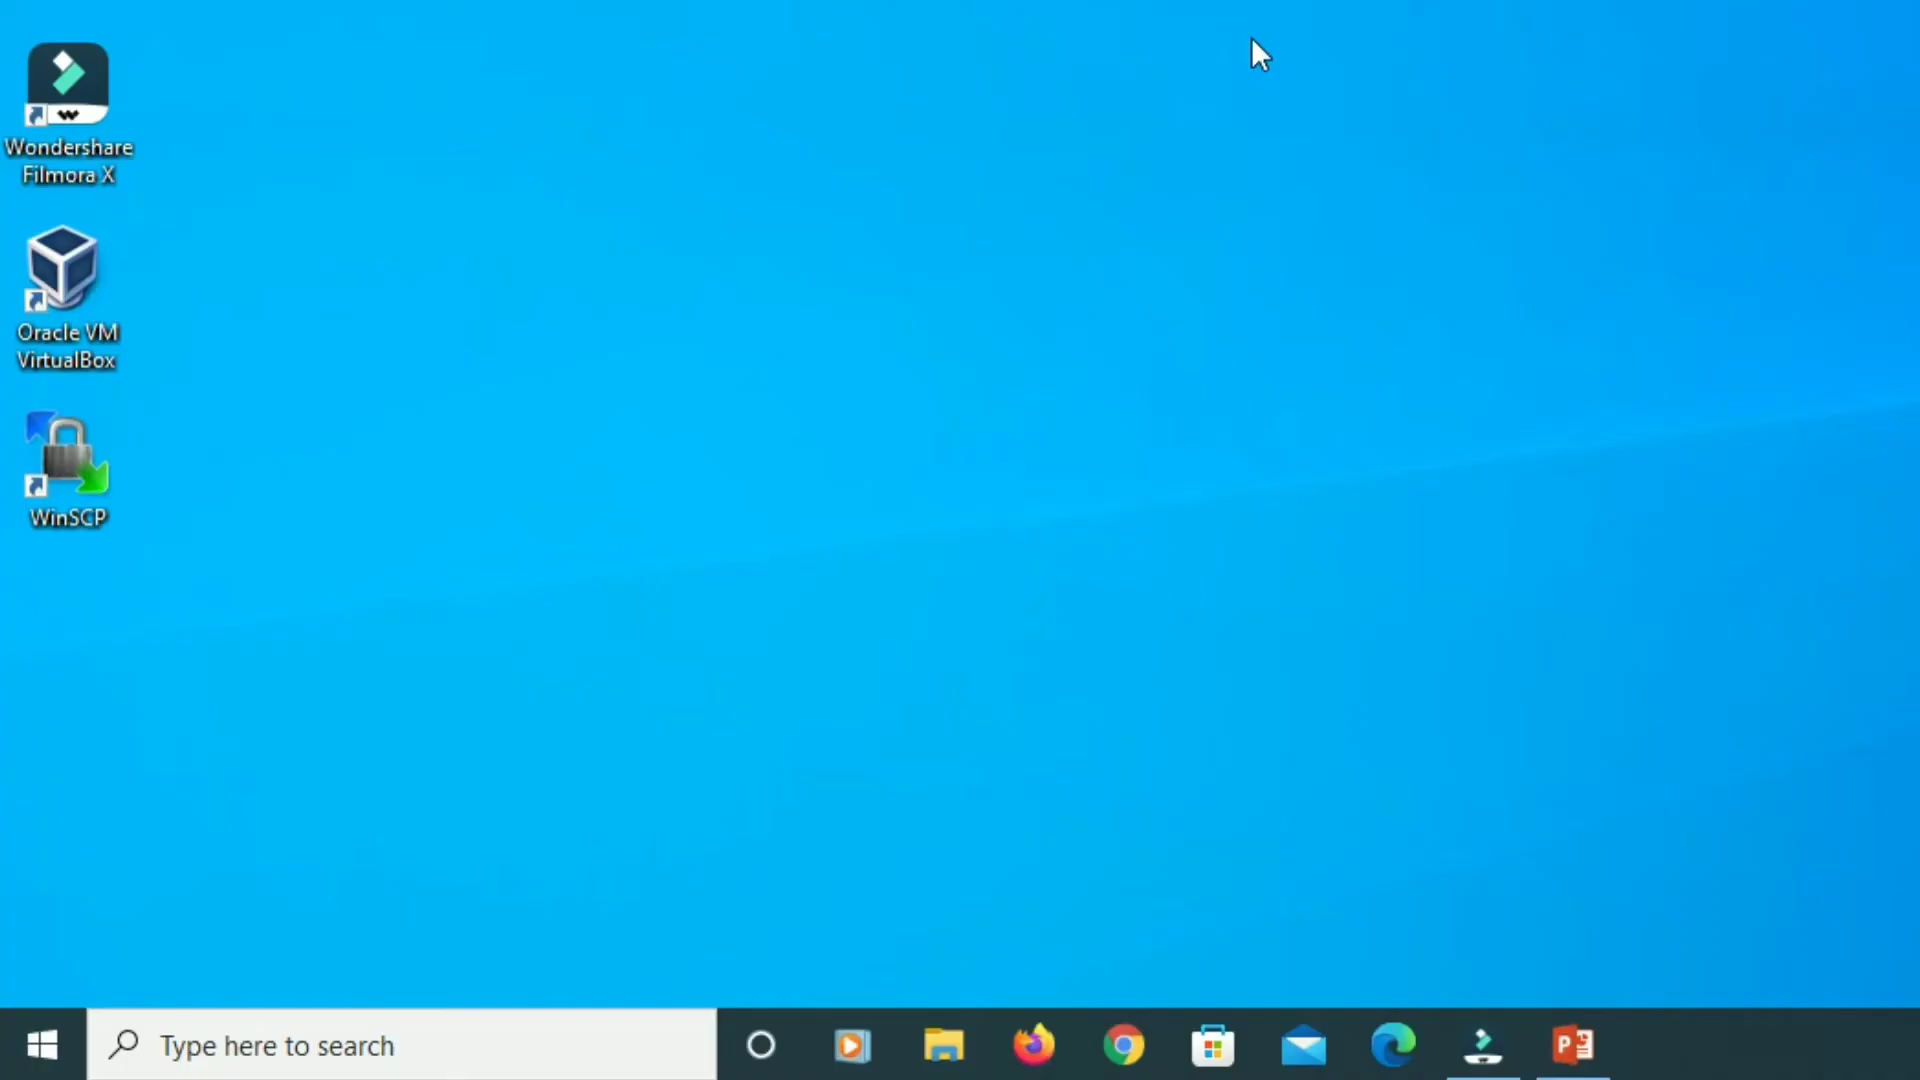 Wondershare
Filmora X
Oracle VM
VirtualBox
WinSCP
Type here to search